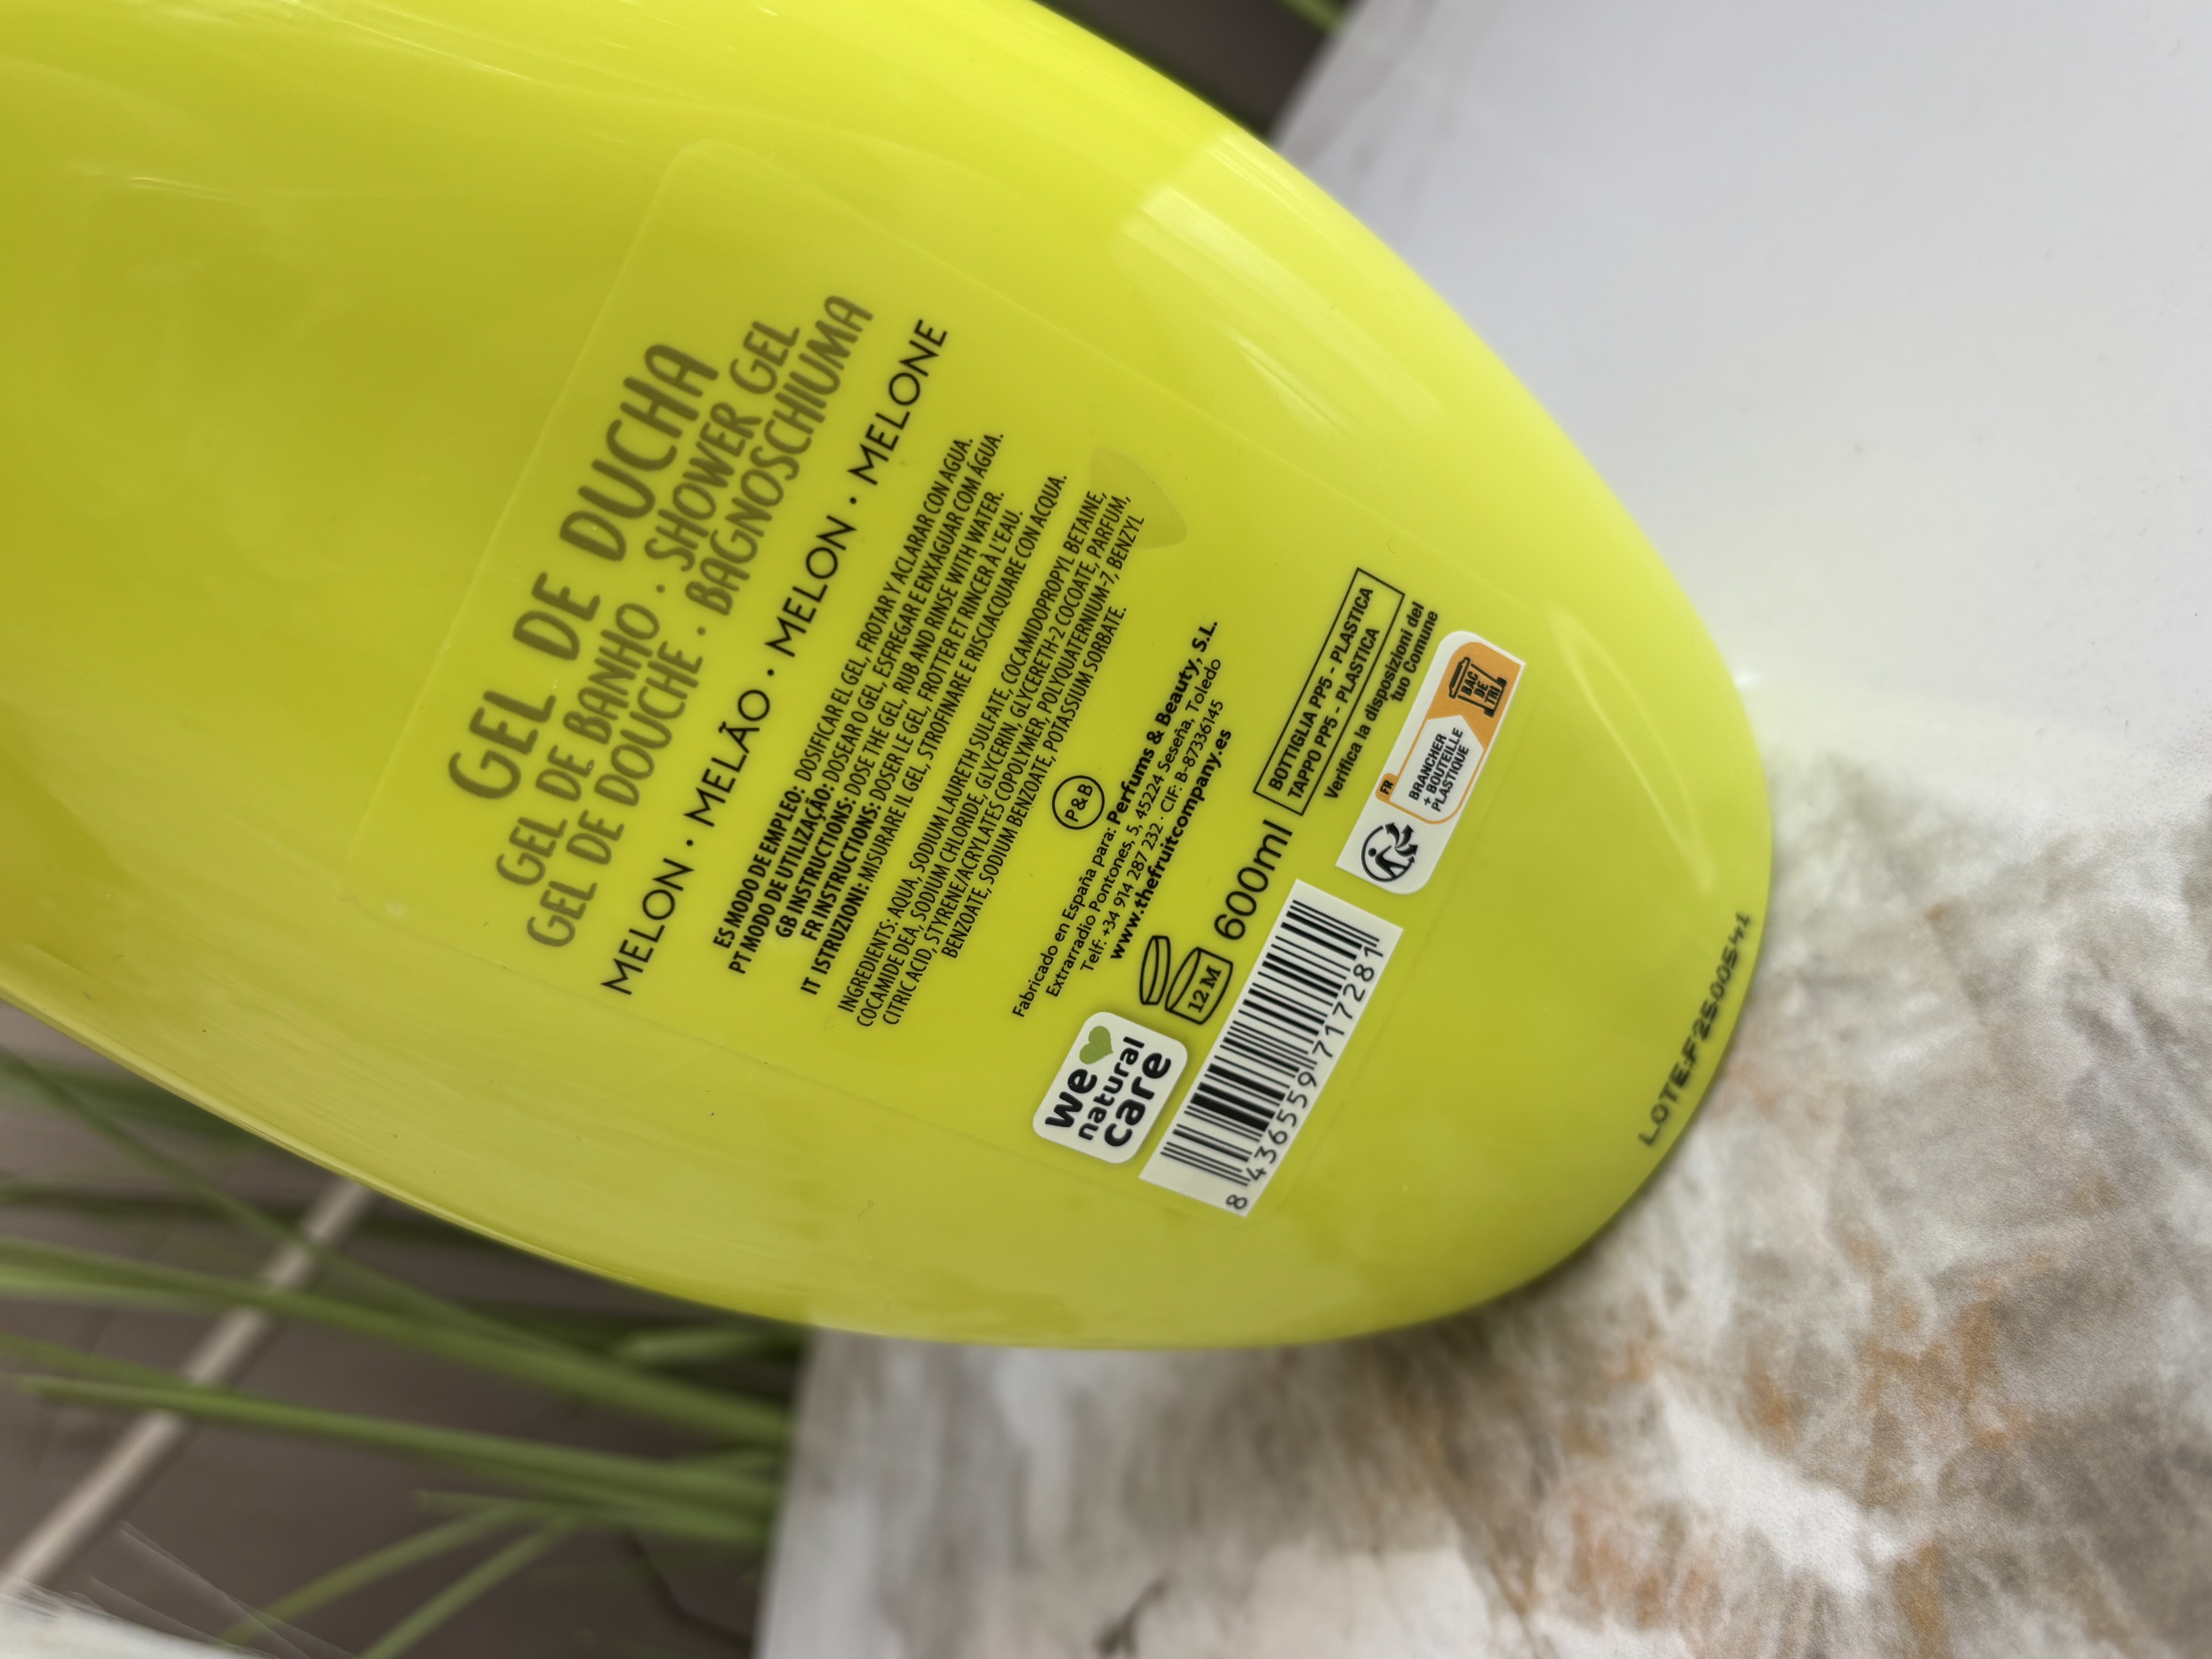 GEL DE DUCHA
GEL DE BANHO · SHOWER GEL
GEL DE DOUCHE · BAGNOSCHIUMA
MELON · MELÃO · MELON · MELONE
ES MODO DE EMPLEO: DOSIFICAR EL GEL, FROTAR Y ACLARAR CON AGUA.
PT MODO DE UTILIZAÇÃO: DOSEAR O GEL, ESFREGAR E ENXAGUAR COM ÁGUA.
GB INSTRUCTIONS: DOSE THE GEL, RUB AND RINSE WITH WATER.
FR INSTRUCTIONS: DOSER LE GEL, FROTTER ET RINCER À L'EAU.
IT ISTRUZIONI: MISURARE IL GEL, STROFINARE E RISCIACQUARE CON ACQUA.
INGREDIENTS: AQUA, SODIUM LAURETH SULFATE, COCAMIDOPROPYL BETAINE,
COCAMIDE DEA, SODIUM CHLORIDE, GLYCERIN, GLYCERETH-2 COCOATE, PARFUM,
CITRIC ACID, STYRENE/ACRYLATES COPOLYMER, POLYQUATERNIUM-7, BENZYL
BENZOATE, SODIUM BENZOATE, POTASSIUM SORBATE.
P&B
Fabricado en España para: Perfums & Beauty, S.L.
Extrarradio Pontones, 5, 45224 Seseña, Toledo
Telf: +34 914 287 232 · CIF: B-87336145
www.thefruitcompany.es
we
natural
care
12 M
600ml
BOTTIGLIA PP5 - PLASTICA
TAPPO PP5 - PLASTICA
Verifica la disposizioni del
tuo Comune
8 436559 717281
FR
BRANCHER
+ BOUTEILLE
PLASTIQUE
BAC
DE
TRI
LOTE:F2500541